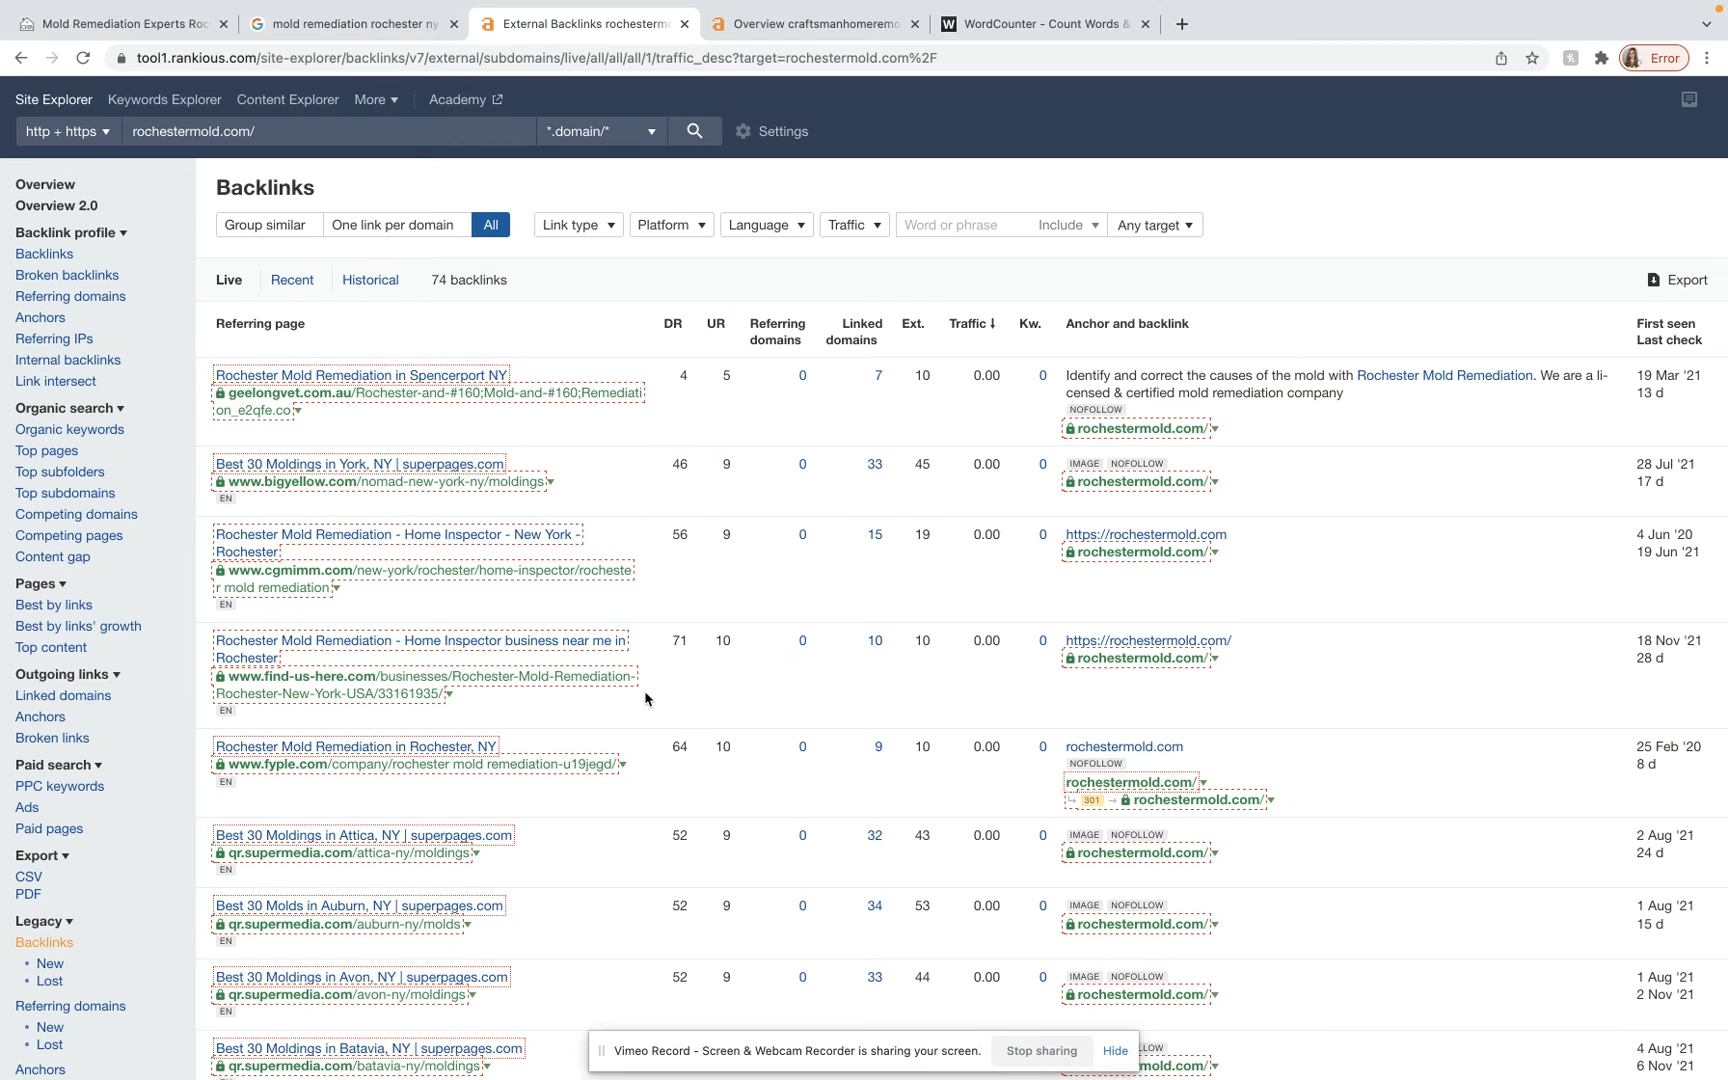 Mold Remediation Experts Roc
mold remediation rochester ny
External Backlinks rochesterm
Overview craftsmanhomeremo
W WordCounter - Count Words &
tool1.rankious.com/site-explorer/backlinks/v7/external/subdomains/live/all/all/all/1/traffic_desc?target=rochestermold.com%2F
Error
Site Explorer Keywords Explorer Content Explorer More Academy
http + https rochestermold.com/ *.domain/* Settings
Overview
Overview 2.0
Backlink profile
Backlinks
Broken backlinks
Referring domains
Anchors
Referring IPs
Internal backlinks
Link intersect
Organic search
Organic keywords
Top pages
Top subfolders
Top subdomains
Competing domains
Competing pages
Content gap
Pages
Best by links
Best by links' growth
Top content
Outgoing links
Linked domains
Anchors
Broken links
Paid search
PPC keywords
Ads
Paid pages
Export
CSV
PDF
Legacy
Backlinks
• New
• Lost
Referring domains
• New
• Lost
Anchors
Backlinks
Group similar One link per domain All Link type Platform Language Traffic Word or phrase Include Any target
Live Recent Historical 74 backlinks Export
Referring page DR UR Referring domains Linked domains Ext. Traffic↓ Kw. Anchor and backlink First seen Last check
Rochester Mold Remediation in Spencerport NY 4 5 0 7 10 0.00 0 Identify and correct the causes of the mold with Rochester Mold Remediation. We are a li- 19 Mar '21
geelongvet.com.au/Rochester-and-#160;Mold-and-#160;Remediati censed & certified mold remediation company 13 d
on_e2qfe.co NOFOLLOW
rochestermold.com/
Best 30 Moldings in York, NY | superpages.com 46 9 0 33 45 0.00 0 IMAGE NOFOLLOW 28 Jul '21
www.bigyellow.com/nomad-new-york-ny/moldings rochestermold.com/ 17 d
EN
Rochester Mold Remediation - Home Inspector - New York - 56 9 0 15 19 0.00 0 https://rochestermold.com 4 Jun '20
Rochester rochestermold.com/ 19 Jun '21
www.cgmimm.com/new-york/rochester/home-inspector/rocheste
r mold remediation
EN
Rochester Mold Remediation - Home Inspector business near me in 71 10 0 10 10 0.00 0 https://rochestermold.com/ 18 Nov '21
Rochester rochestermold.com/ 28 d
www.find-us-here.com/businesses/Rochester-Mold-Remediation-
Rochester-New-York-USA/33161935/
EN
Rochester Mold Remediation in Rochester, NY 64 10 0 9 10 0.00 0 rochestermold.com 25 Feb '20
www.fyple.com/company/rochester mold remediation-u19jegd/ NOFOLLOW 8 d
EN rochestermold.com/
301 → rochestermold.com/
Best 30 Moldings in Attica, NY | superpages.com 52 9 0 32 43 0.00 0 IMAGE NOFOLLOW 2 Aug '21
qr.supermedia.com/attica-ny/moldings rochestermold.com/ 24 d
EN
Best 30 Molds in Auburn, NY | superpages.com 52 9 0 34 53 0.00 0 IMAGE NOFOLLOW 1 Aug '21
qr.supermedia.com/auburn-ny/molds rochestermold.com/ 15 d
EN
Best 30 Moldings in Avon, NY | superpages.com 52 9 0 33 44 0.00 0 IMAGE NOFOLLOW 1 Aug '21
qr.supermedia.com/avon-ny/moldings rochestermold.com/ 2 Nov '21
EN
Best 30 Moldings in Batavia, NY | superpages.com LLOW 4 Aug '21
qr.supermedia.com/batavia-ny/moldings mold.com/ 6 Nov '21
Vimeo Record - Screen & Webcam Recorder is sharing your screen. Stop sharing Hide